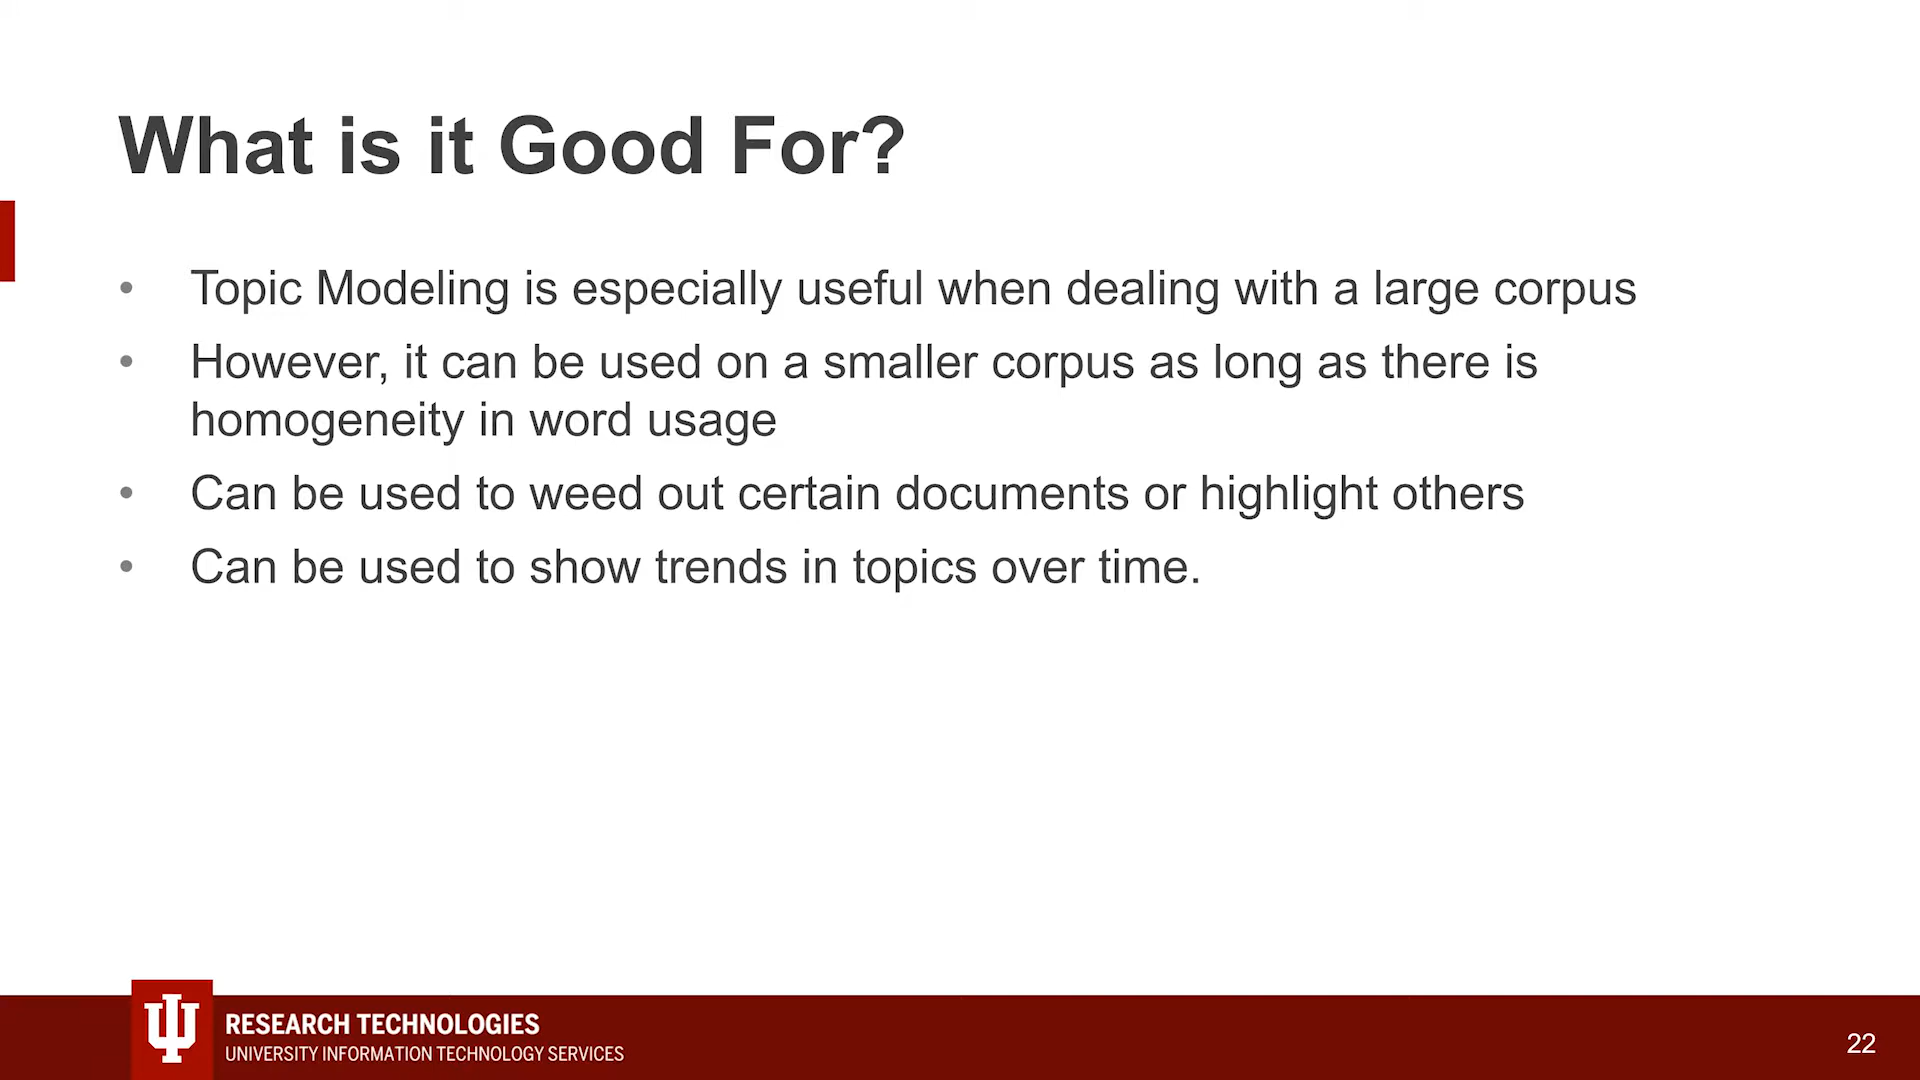 What is it Good For?
• Topic Modeling is especially useful when dealing with a large corpus
• However, it can be used on a smaller corpus as long as there is
homogeneity in word usage
• Can be used to weed out certain documents or highlight others
• Can be used to show trends in topics over time.
RESEARCH TECHNOLOGIES
UNIVERSITY INFORMATION TECHNOLOGY SERVICES
22